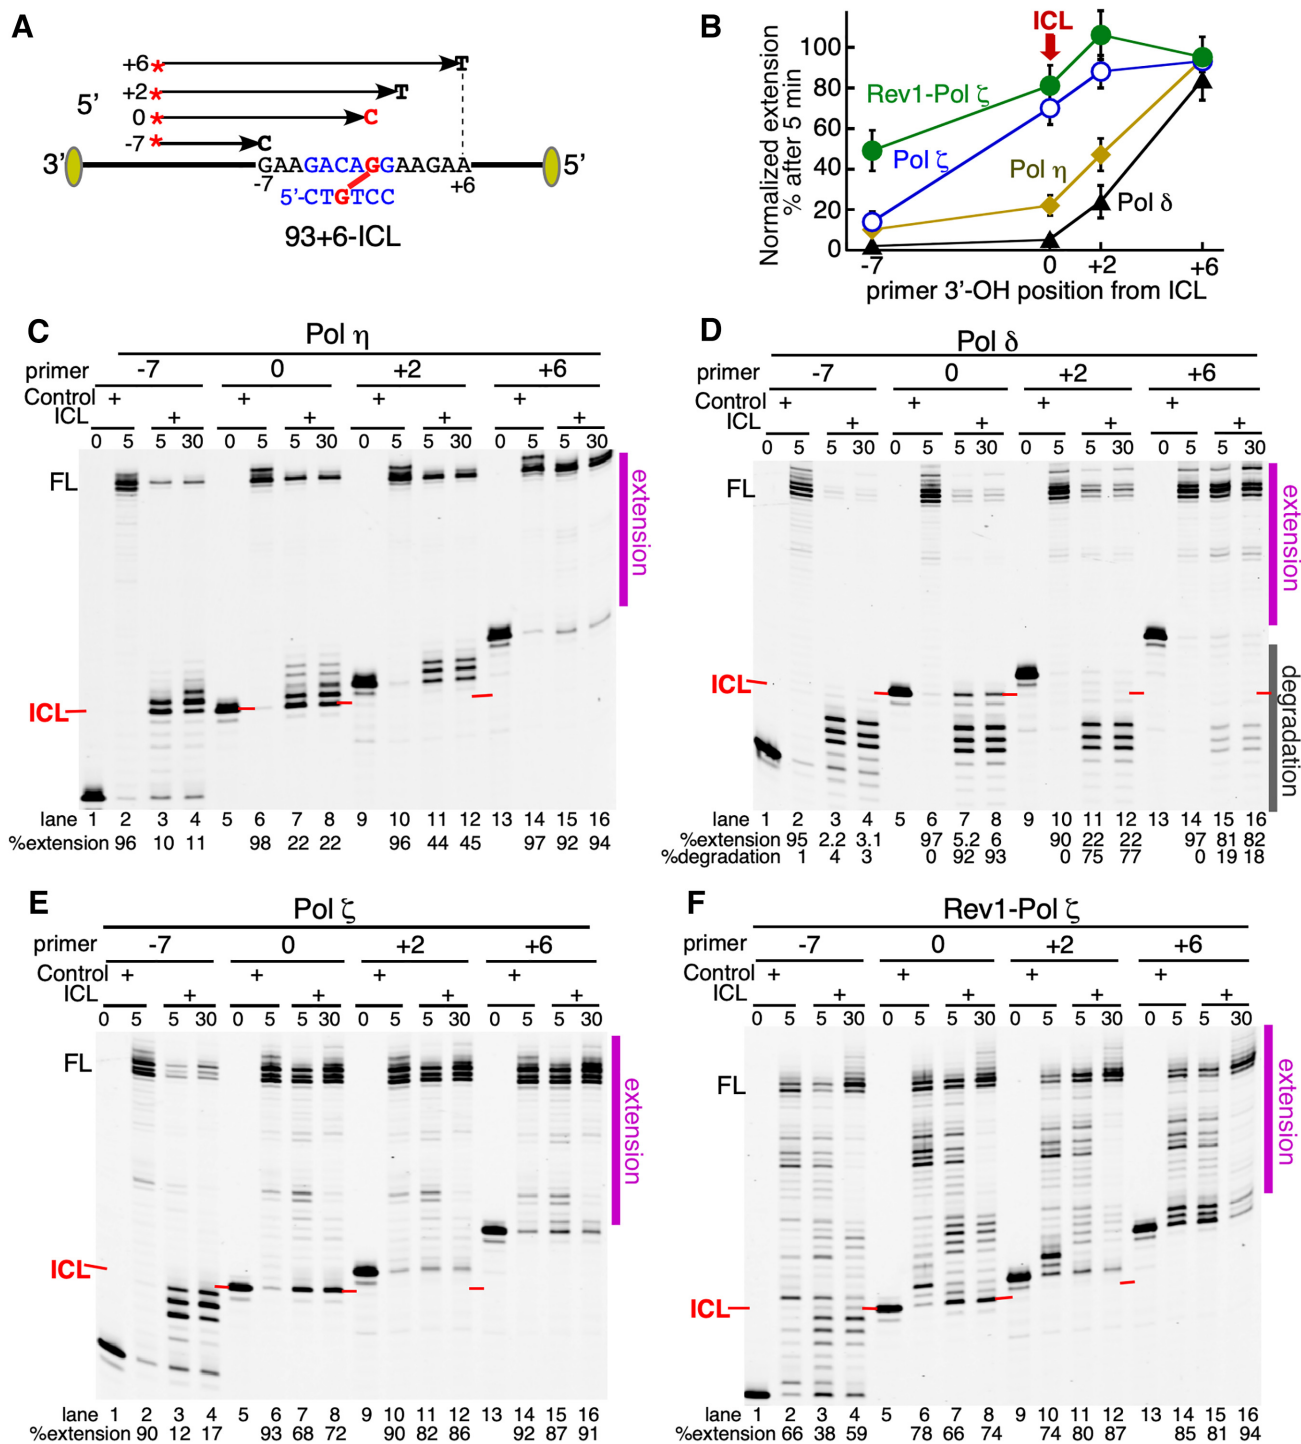 A
+6 * T
+2 * T
5’ 0 * C
-7 * C
3’ GAAGACAGGAAGAA 5’
-7 +6
5’-CTGTCC
93+6-ICL
B
Normalized extension
% after 5 min
100
80
60
40
20
0
ICL
Rev1-Pol ζ
Pol ζ
Pol η
Pol δ
-7 0 +2 +6
primer 3’-OH position from ICL
C
Pol η
primer -7 0 +2 +6
Control + + + +
ICL + + + +
0 5 5 30 0 5 5 30 0 5 5 30 0 5 5 30
FL
extension
ICL
lane 1 2 3 4 5 6 7 8 9 10 11 12 13 14 15 16
%extension 96 10 11 98 22 22 96 44 45 97 92 94
D
Pol δ
primer -7 0 +2 +6
Control + + + +
ICL + + + +
0 5 5 30 0 5 5 30 0 5 5 30 0 5 5 30
FL
extension
ICL
degradation
lane 1 2 3 4 5 6 7 8 9 10 11 12 13 14 15 16
%extension 95 2.2 3.1 97 5.2 6 90 22 22 97 81 82
%degradation 1 4 3 0 92 93 0 75 77 0 19 18
E
Pol ζ
primer -7 0 +2 +6
Control + + + +
ICL + + + +
0 5 5 30 0 5 5 30 0 5 5 30 0 5 5 30
FL
extension
ICL
lane 1 2 3 4 5 6 7 8 9 10 11 12 13 14 15 16
%extension 90 12 17 93 68 72 90 82 86 92 87 91
F
Rev1-Pol ζ
primer -7 0 +2 +6
Control + + + +
ICL + + + +
0 5 5 30 0 5 5 30 0 5 5 30 0 5 5 30
FL
extension
ICL
lane 1 2 3 4 5 6 7 8 9 10 11 12 13 14 15 16
%extension 66 38 59 78 66 74 74 80 87 85 81 94